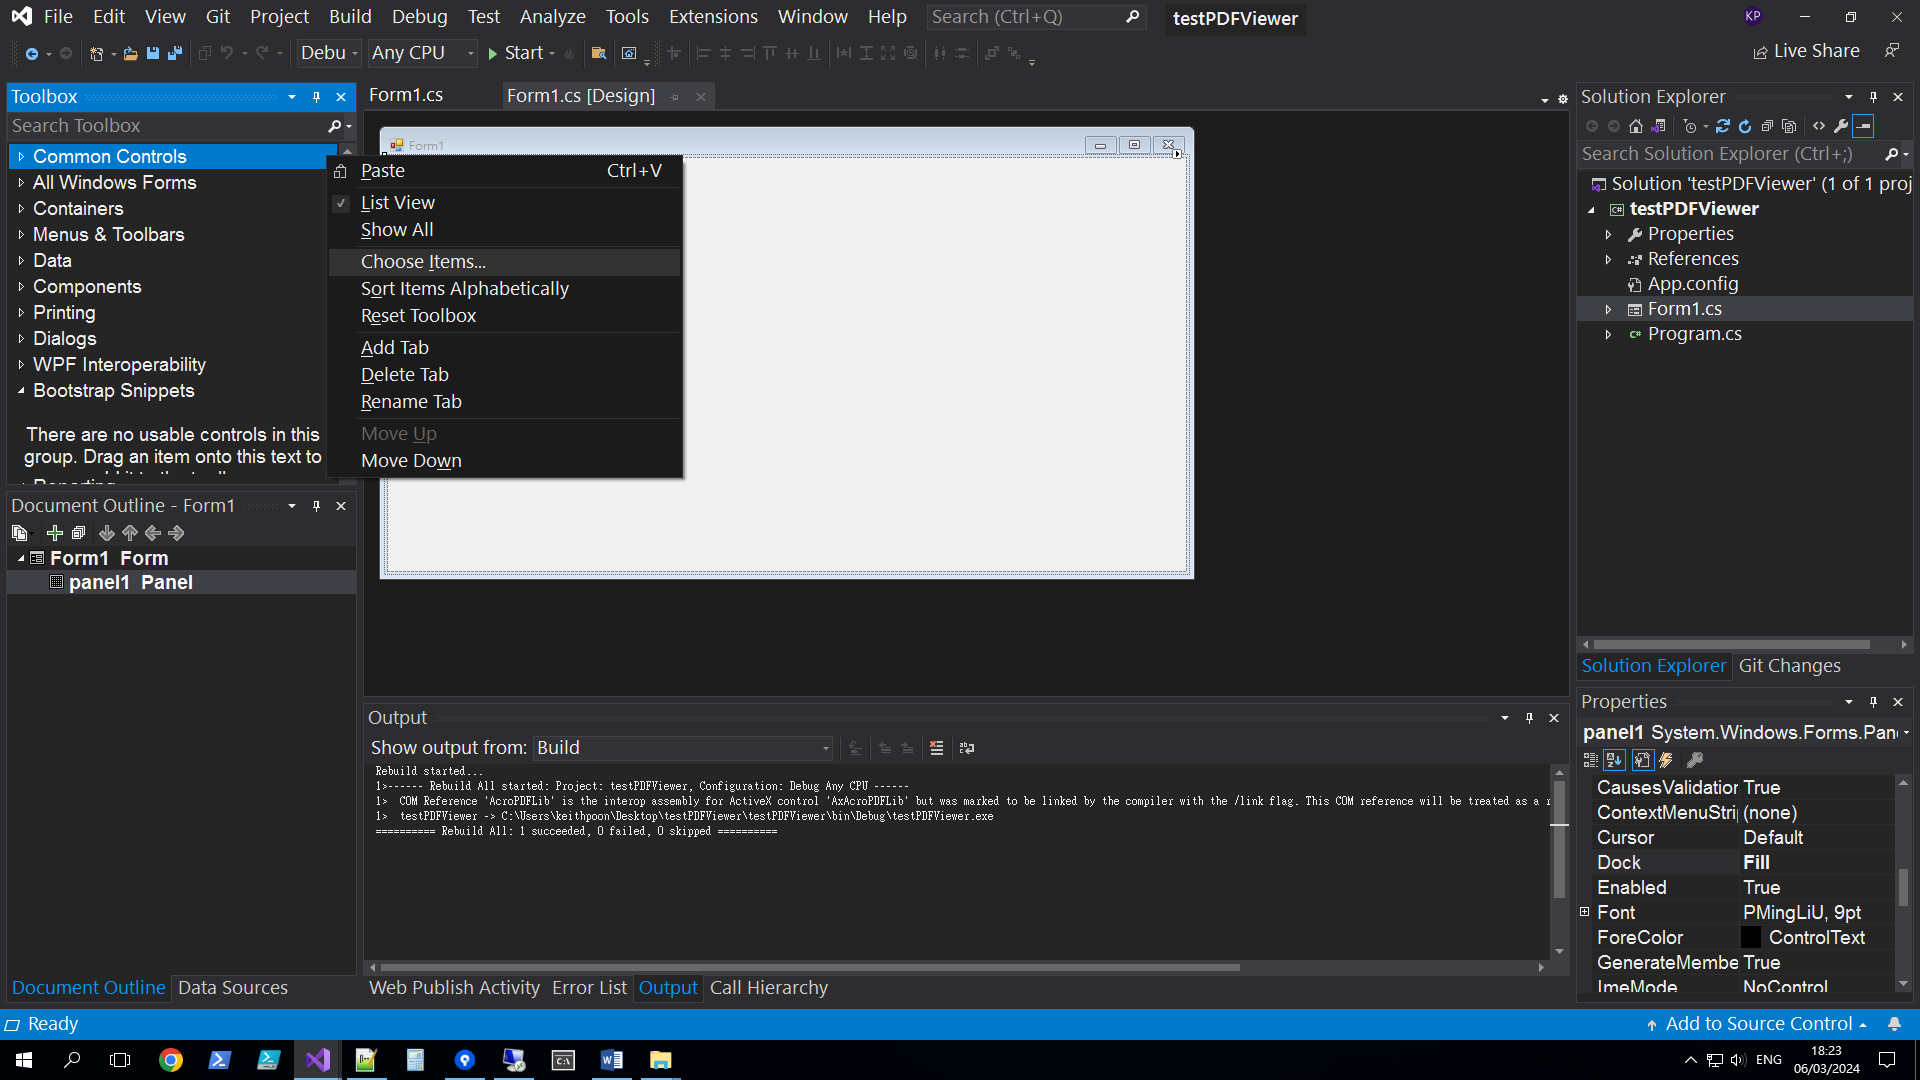 File Edit View Git Project Build Debug Test Analyze Tools Extensions Window Help Search (Ctrl+Q) testPDFViewer KP
Debu Any CPU Start Live Share
Toolbox
Search Toolbox
Common Controls
All Windows Forms
Containers
Menus & Toolbars
Data
Components
Printing
Dialogs
WPF Interoperability
Bootstrap Snippets
There are no usable controls in this
group. Drag an item onto this text to
Paste Ctrl+V
List View
Show All
Choose Items...
Sort Items Alphabetically
Reset Toolbox
Add Tab
Delete Tab
Rename Tab
Move Up
Move Down
Form1.cs Form1.cs [Design]
Form1
Document Outline - Form1
Form1 Form
panel1 Panel
Document Outline Data Sources
Output
Show output from: Build
Rebuild started...
1>------ Rebuild All started: Project: testPDFViewer, Configuration: Debug Any CPU ------
1> COM Reference 'AcroPDFLib' is the interop assembly for ActiveX control 'AxAcroPDFLib' but was marked to be linked by the compiler with the /link flag. This COM reference will be treated as a r
1> testPDFViewer -> C:\Users\keithpoon\Desktop\testPDFViewer\testPDFViewer\bin\Debug\testPDFViewer.exe
========== Rebuild All: 1 succeeded, 0 failed, 0 skipped ==========
Web Publish Activity Error List Output Call Hierarchy
Solution Explorer
Search Solution Explorer (Ctrl+;)
Solution 'testPDFViewer' (1 of 1 proj
testPDFViewer
Properties
References
App.config
Form1.cs
Program.cs
Solution Explorer Git Changes
Properties
panel1 System.Windows.Forms.Pan
CausesValidation True
ContextMenuStri (none)
Cursor Default
Dock Fill
Enabled True
Font PMingLiU, 9pt
ForeColor ControlText
GenerateMembe True
ImeMode NoControl
Ready Add to Source Control
ENG 18:23
06/03/2024